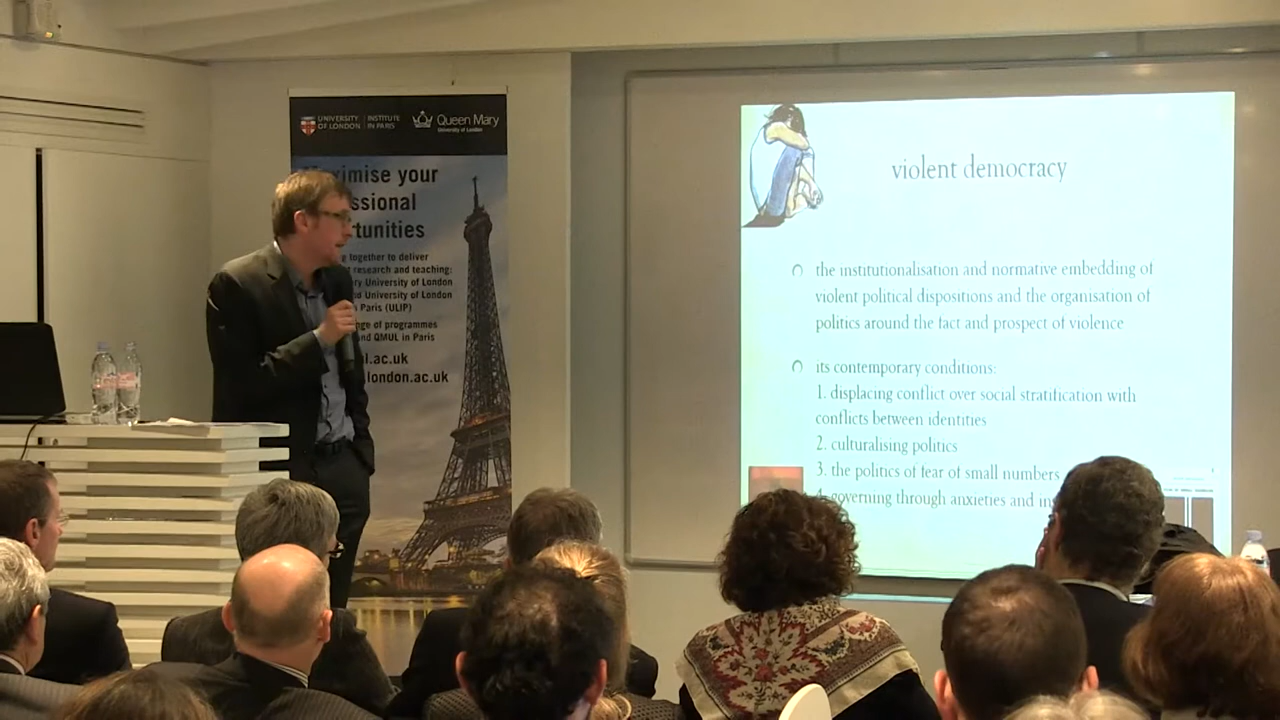 UNIVERSITY OF LONDON
INSTITUTE IN PARIS
Queen Mary
University of London
ximise your
ssional
rtunities
together to deliver
research and teaching:
ry University of London
d University of London
Paris (ULIP)
ge of programmes
and QMUL in Paris
l.ac.uk
london.ac.uk
violent democracy
the institutionalisation and normative embedding of
violent political dispositions and the organisation of
politics around the fact and prospect of violence
its contemporary conditions:
1. displacing conflict over social stratification with
conflicts between identities
2. culturalising politics
3. the politics of fear of small numbers
4. governing through anxieties and in